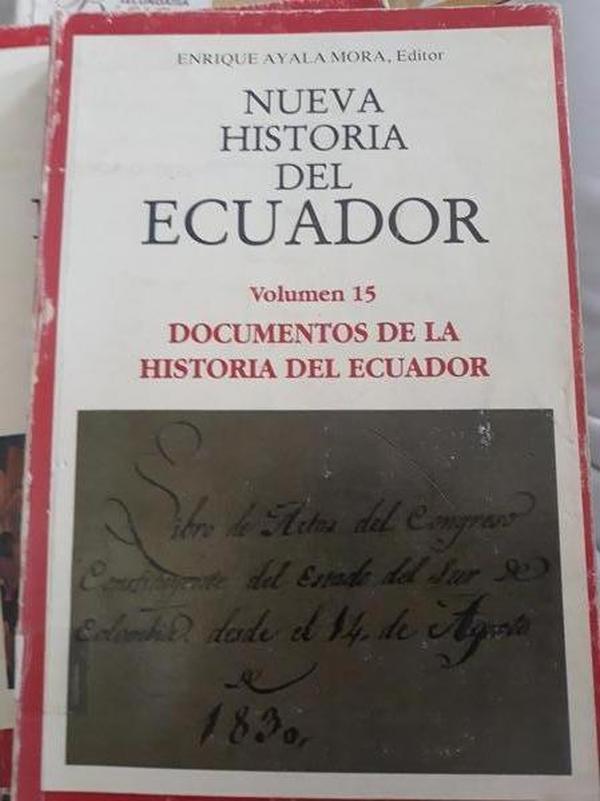 ENRIQUE AYALA MORA, Editor
NUEVA
HISTORIA
DEL
ECUADOR
Volumen 15
DOCUMENTOS DE LA
HISTORIA DEL ECUADOR
Libro de Actas del Congreso
Constituyente del Estado del Sur de
Colombia. desde el 14. de Agosto
de
1830.